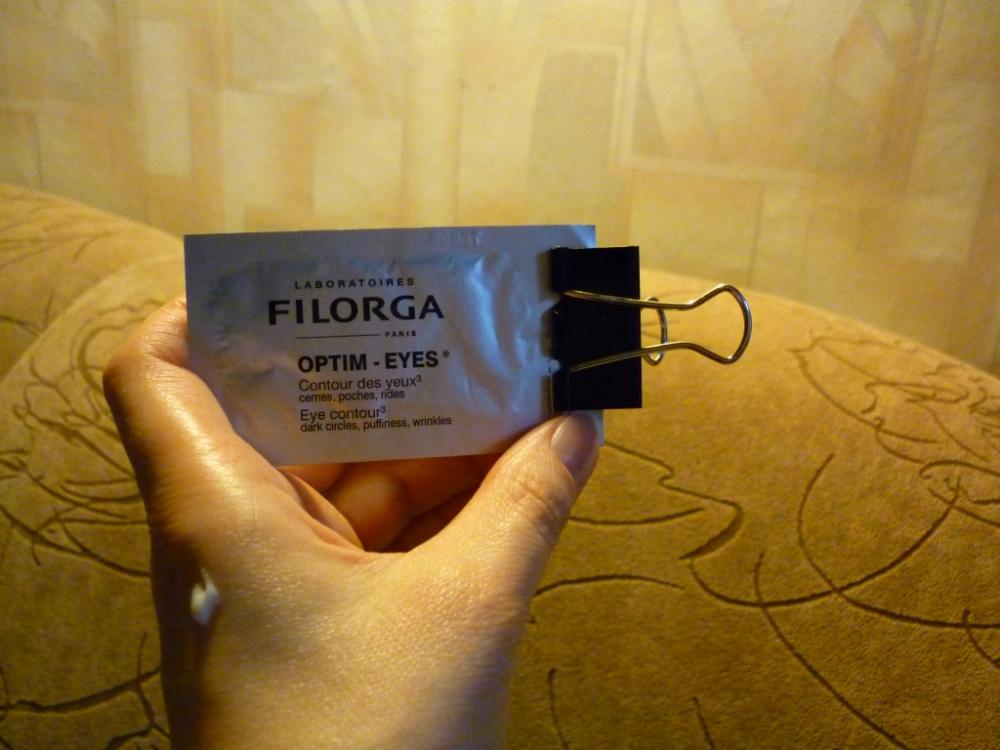 LABORATOIRES
FILORGA
PARIS
OPTIM - EYES®
Contour des yeux³
cernes, poches, rides
Eye contour³
dark circles, puffiness, wrinkles